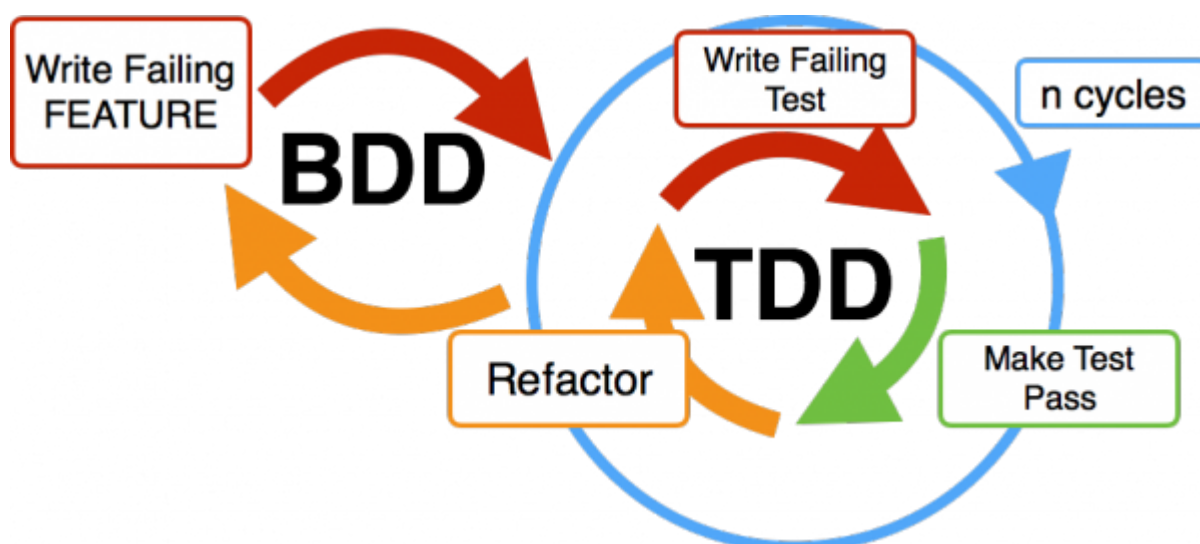 Write Failing
FEATURE
BDD
Write Failing
Test
n cycles
TDD
Refactor
Make Test
Pass